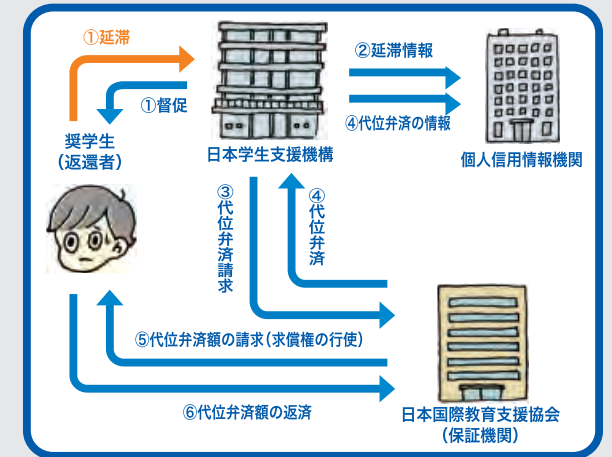 ①延滞
①督促
奨学生
(返還者)
日本学生支援機構
②延滞情報
④代位弁済の情報
個人信用情報機関
③代位弁済請求
④代位弁済
⑤代位弁済額の請求(求償権の行使)
⑥代位弁済額の返済
日本国際教育支援協会
(保証機関)